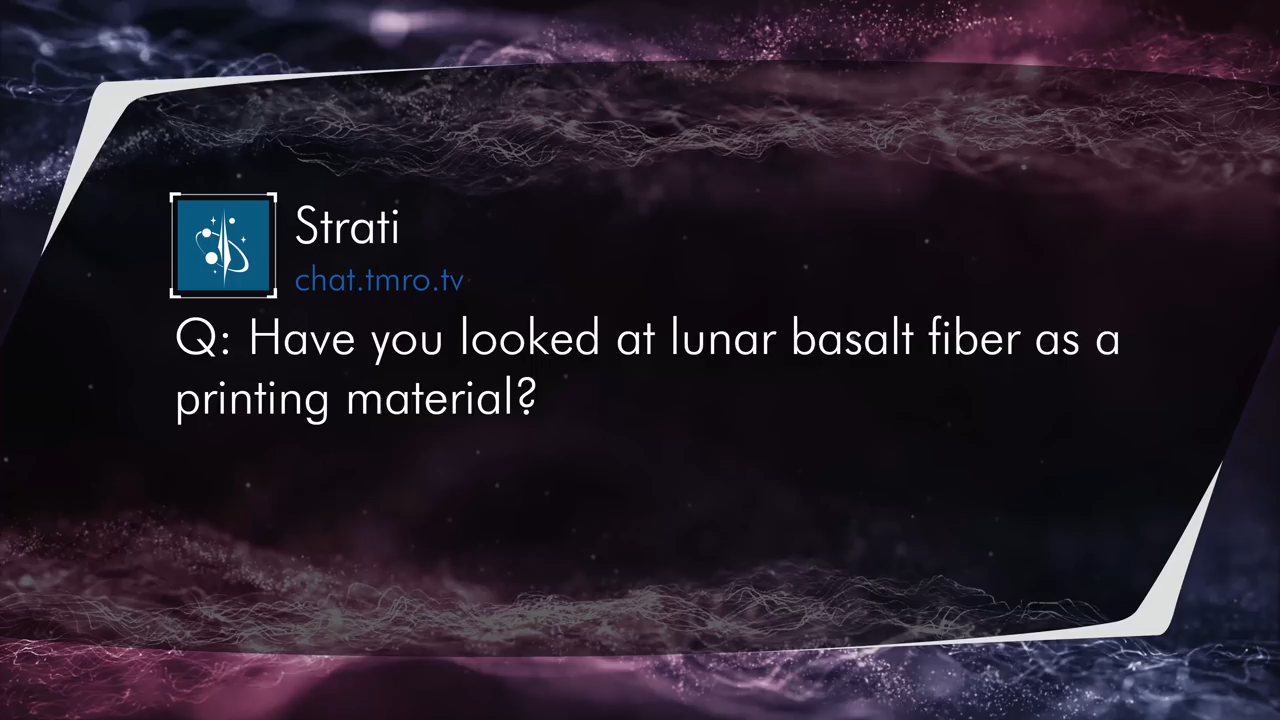 Strati
chat.tmro.tv
Q: Have you looked at lunar basalt fiber as a
printing material?